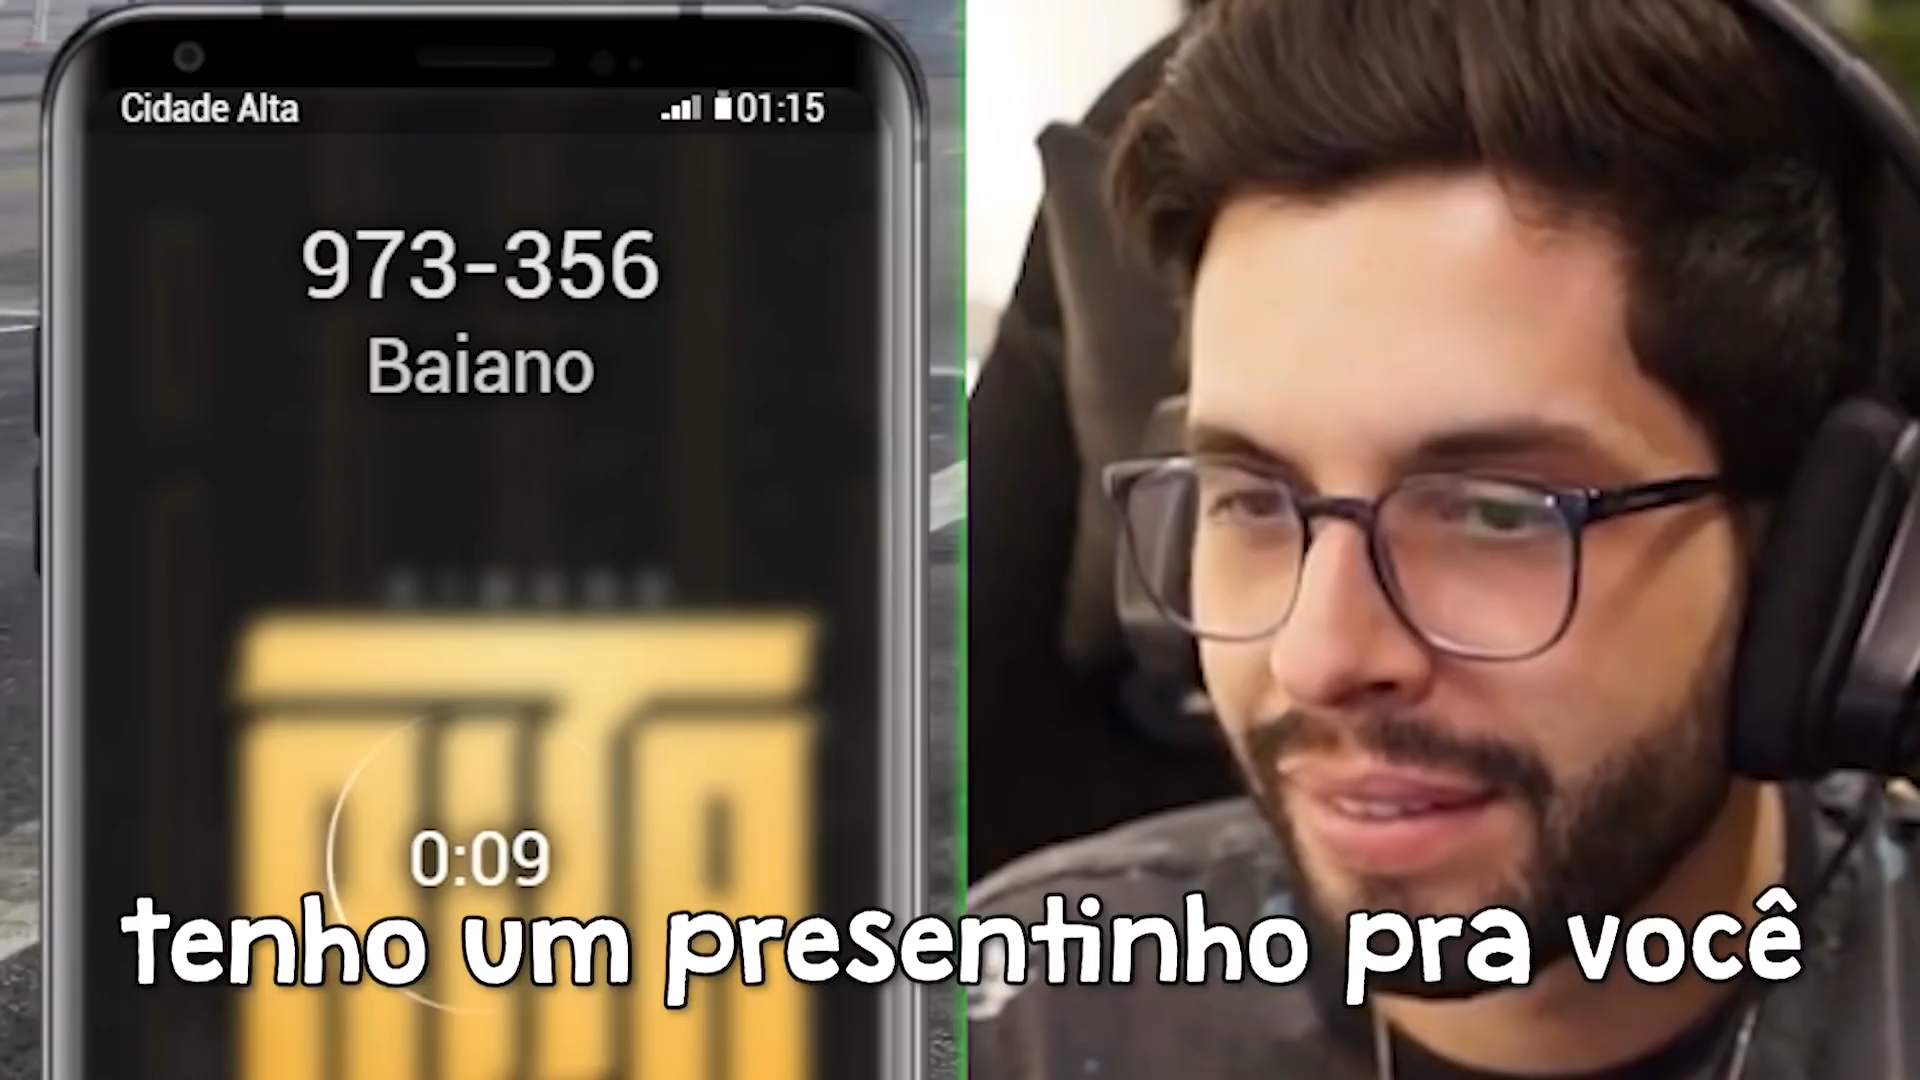 Cidade Alta
01:15
973-356
Baiano
0:09
tenho um presentinho pra você